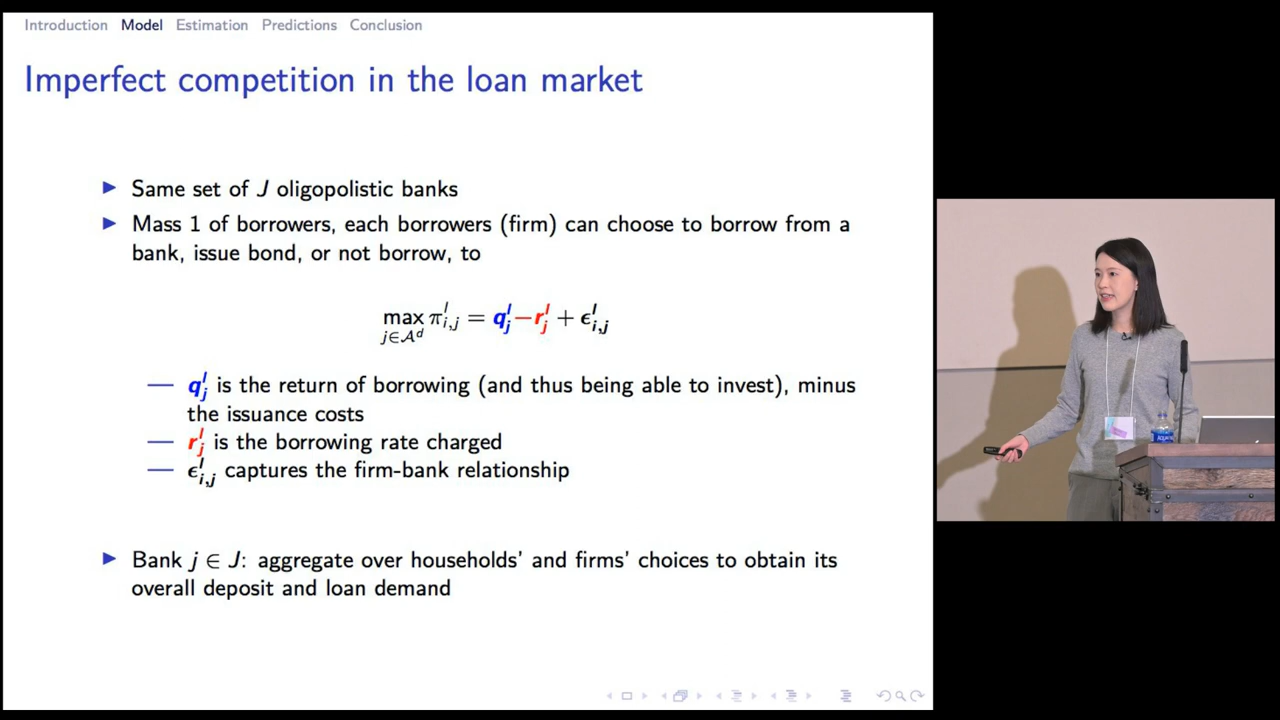 Introduction Model Estimation Predictions Conclusion
Imperfect competition in the loan market
Same set of J oligopolistic banks
Mass 1 of borrowers, each borrowers (firm) can choose to borrow from a
bank, issue bond, or not borrow, to
max_{j∈𝒜^d} π^l_{i,j} = q^l_j − r^l_j + ϵ^l_{i,j}
— q^l_j is the return of borrowing (and thus being able to invest), minus
the issuance costs
— r^l_j is the borrowing rate charged
— ϵ^l_{i,j} captures the firm-bank relationship
Bank j ∈ J: aggregate over households' and firms' choices to obtain its
overall deposit and loan demand